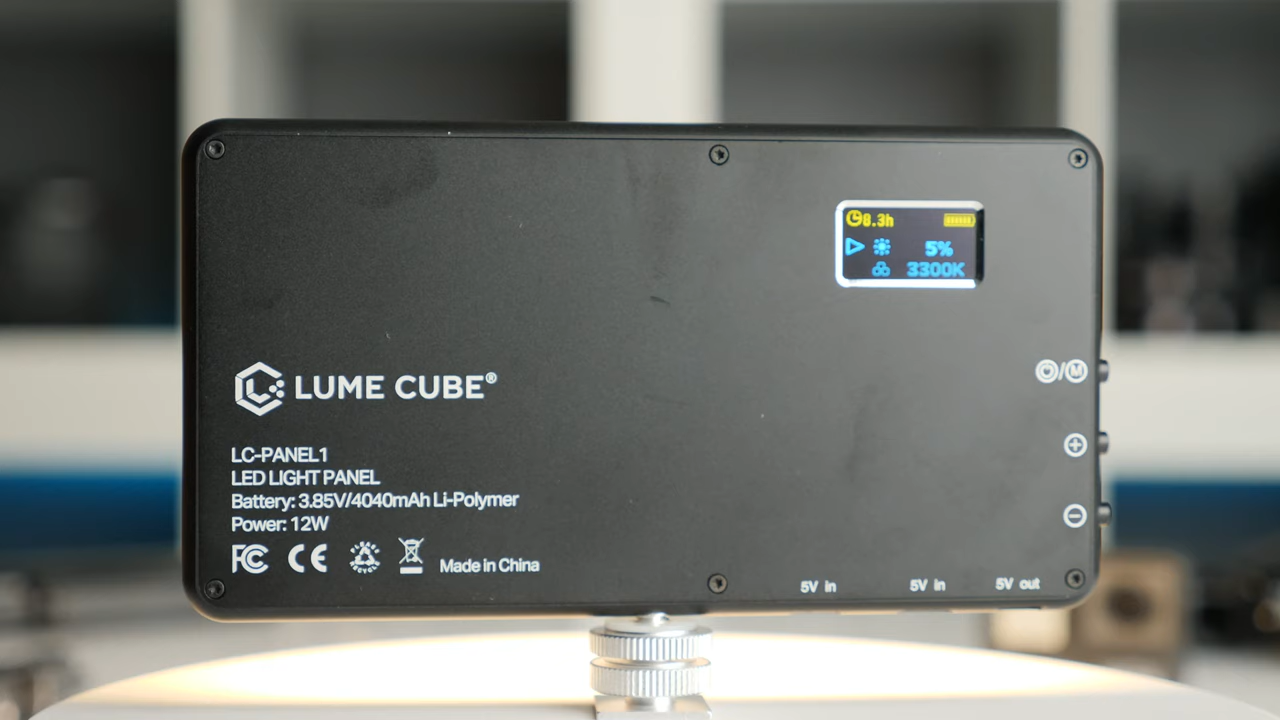 8.3h
5%
3300K
LUME CUBE®
/M
LC-PANEL1
LED LIGHT PANEL
Battery: 3.85V/4040mAh Li-Polymer
Power: 12W
FC CE Made in China
5V in 5V in 5V out